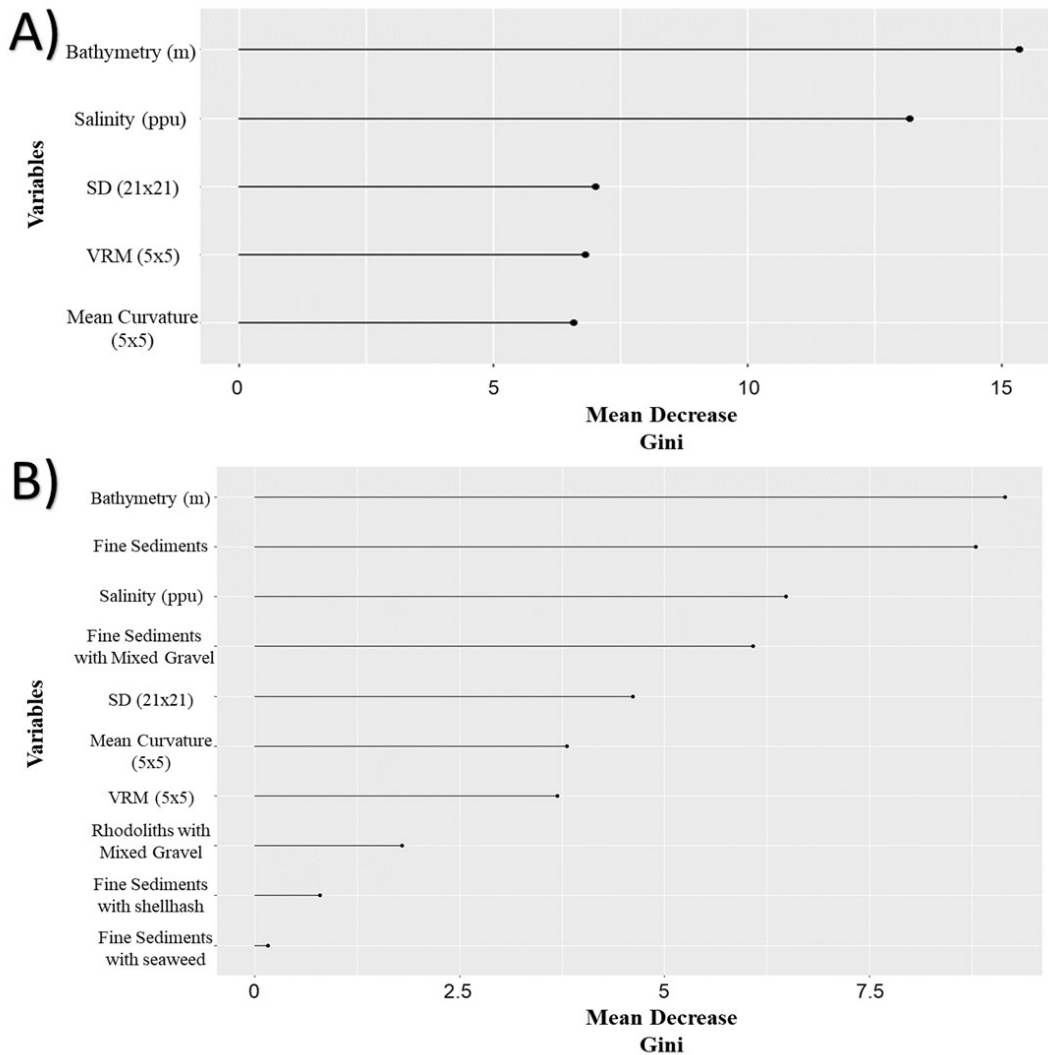 A)
Bathymetry (m)
Salinity (ppu)
SD (21x21)
VRM (5x5)
Mean Curvature
(5x5)
Variables
0 5 10 15
Mean Decrease
Gini
B)
Bathymetry (m)
Fine Sediments
Salinity (ppu)
Fine Sediments
with Mixed Gravel
SD (21x21)
Mean Curvature
(5x5)
VRM (5x5)
Rhodoliths with
Mixed Gravel
Fine Sediments
with shellhash
Fine Sediments
with seaweed
Variables
0 2.5 5 7.5
Mean Decrease
Gini